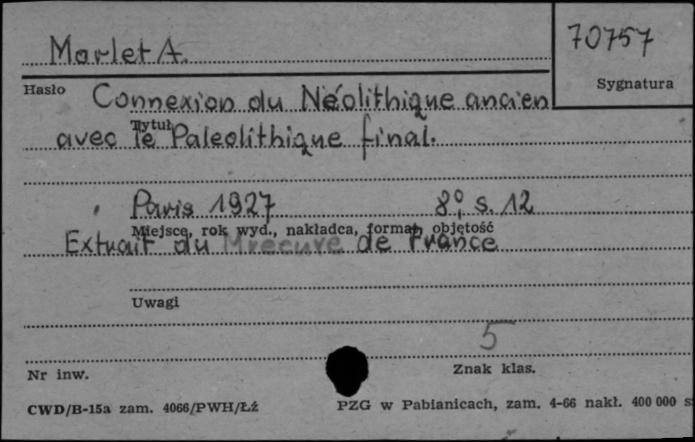 Morlet A.
70757
Sygnatura
Hasło
Connexion du Néolithique ancien
Tytuł
avec le Paleolithique final.
Paris 1927 8°, s. 12
Miejsce, rok wyd., nakładca, format, objętość
Extrait du Mrecure de France
Uwagi
5
Nr inw.
Znak klas.
CWD/B-15a zam. 4066/PWH/Łź
PZG w Pabianicach, zam. 4-66 nakł. 400 000 s